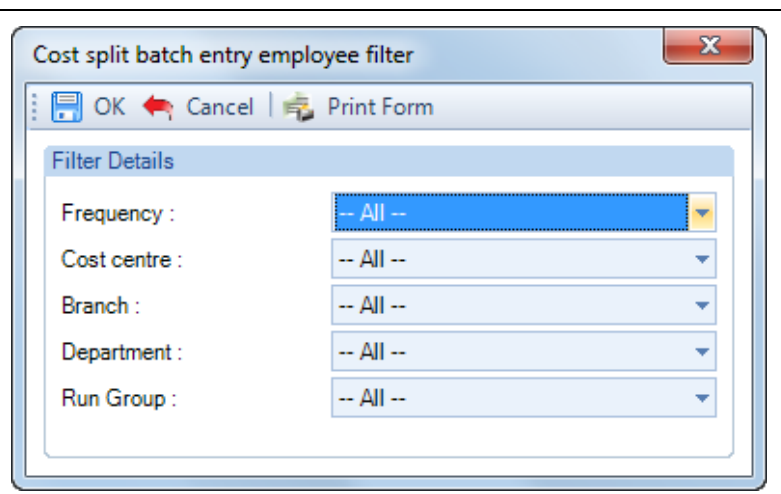 Cost split batch entry employee filter
OK Cancel Print Form
Filter Details
Frequency : -- All --
Cost centre : -- All --
Branch : -- All --
Department : -- All --
Run Group : -- All --